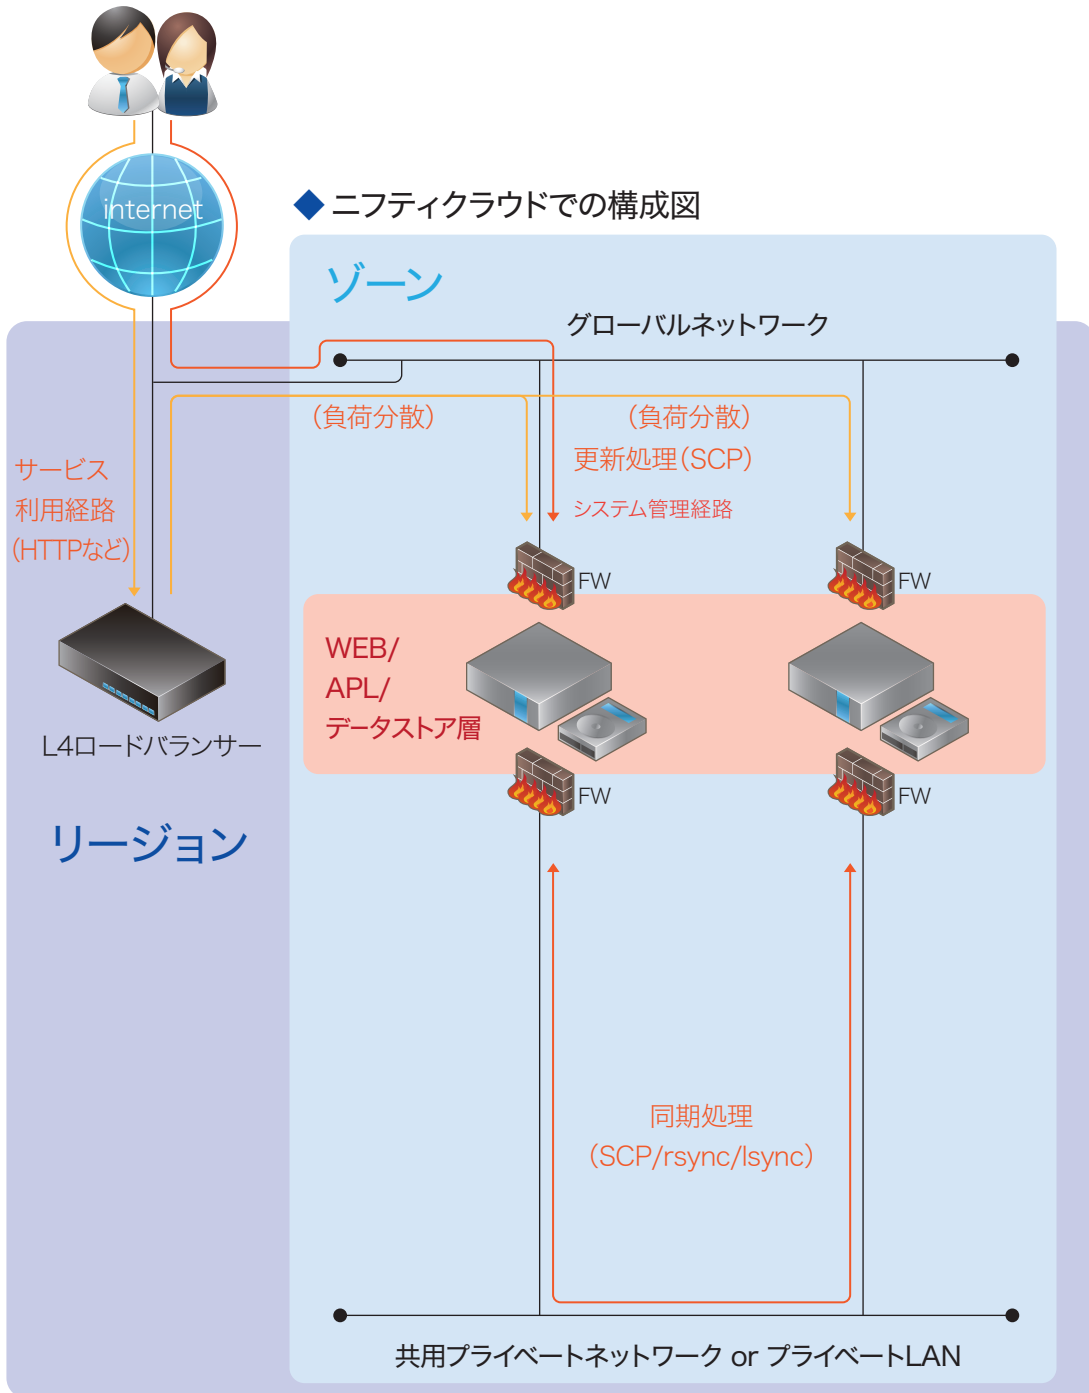 internet
◆ ニフティクラウドでの構成図
ゾーン
グローバルネットワーク
(負荷分散)
(負荷分散)
更新処理(SCP)
システム管理経路
サービス
利用経路
(HTTPなど)
FW
FW
WEB/
APL/
データストア層
L4ロードバランサー
FW
FW
リージョン
同期処理
(SCP/rsync/lsync)
共用プライベートネットワーク or プライベートLAN